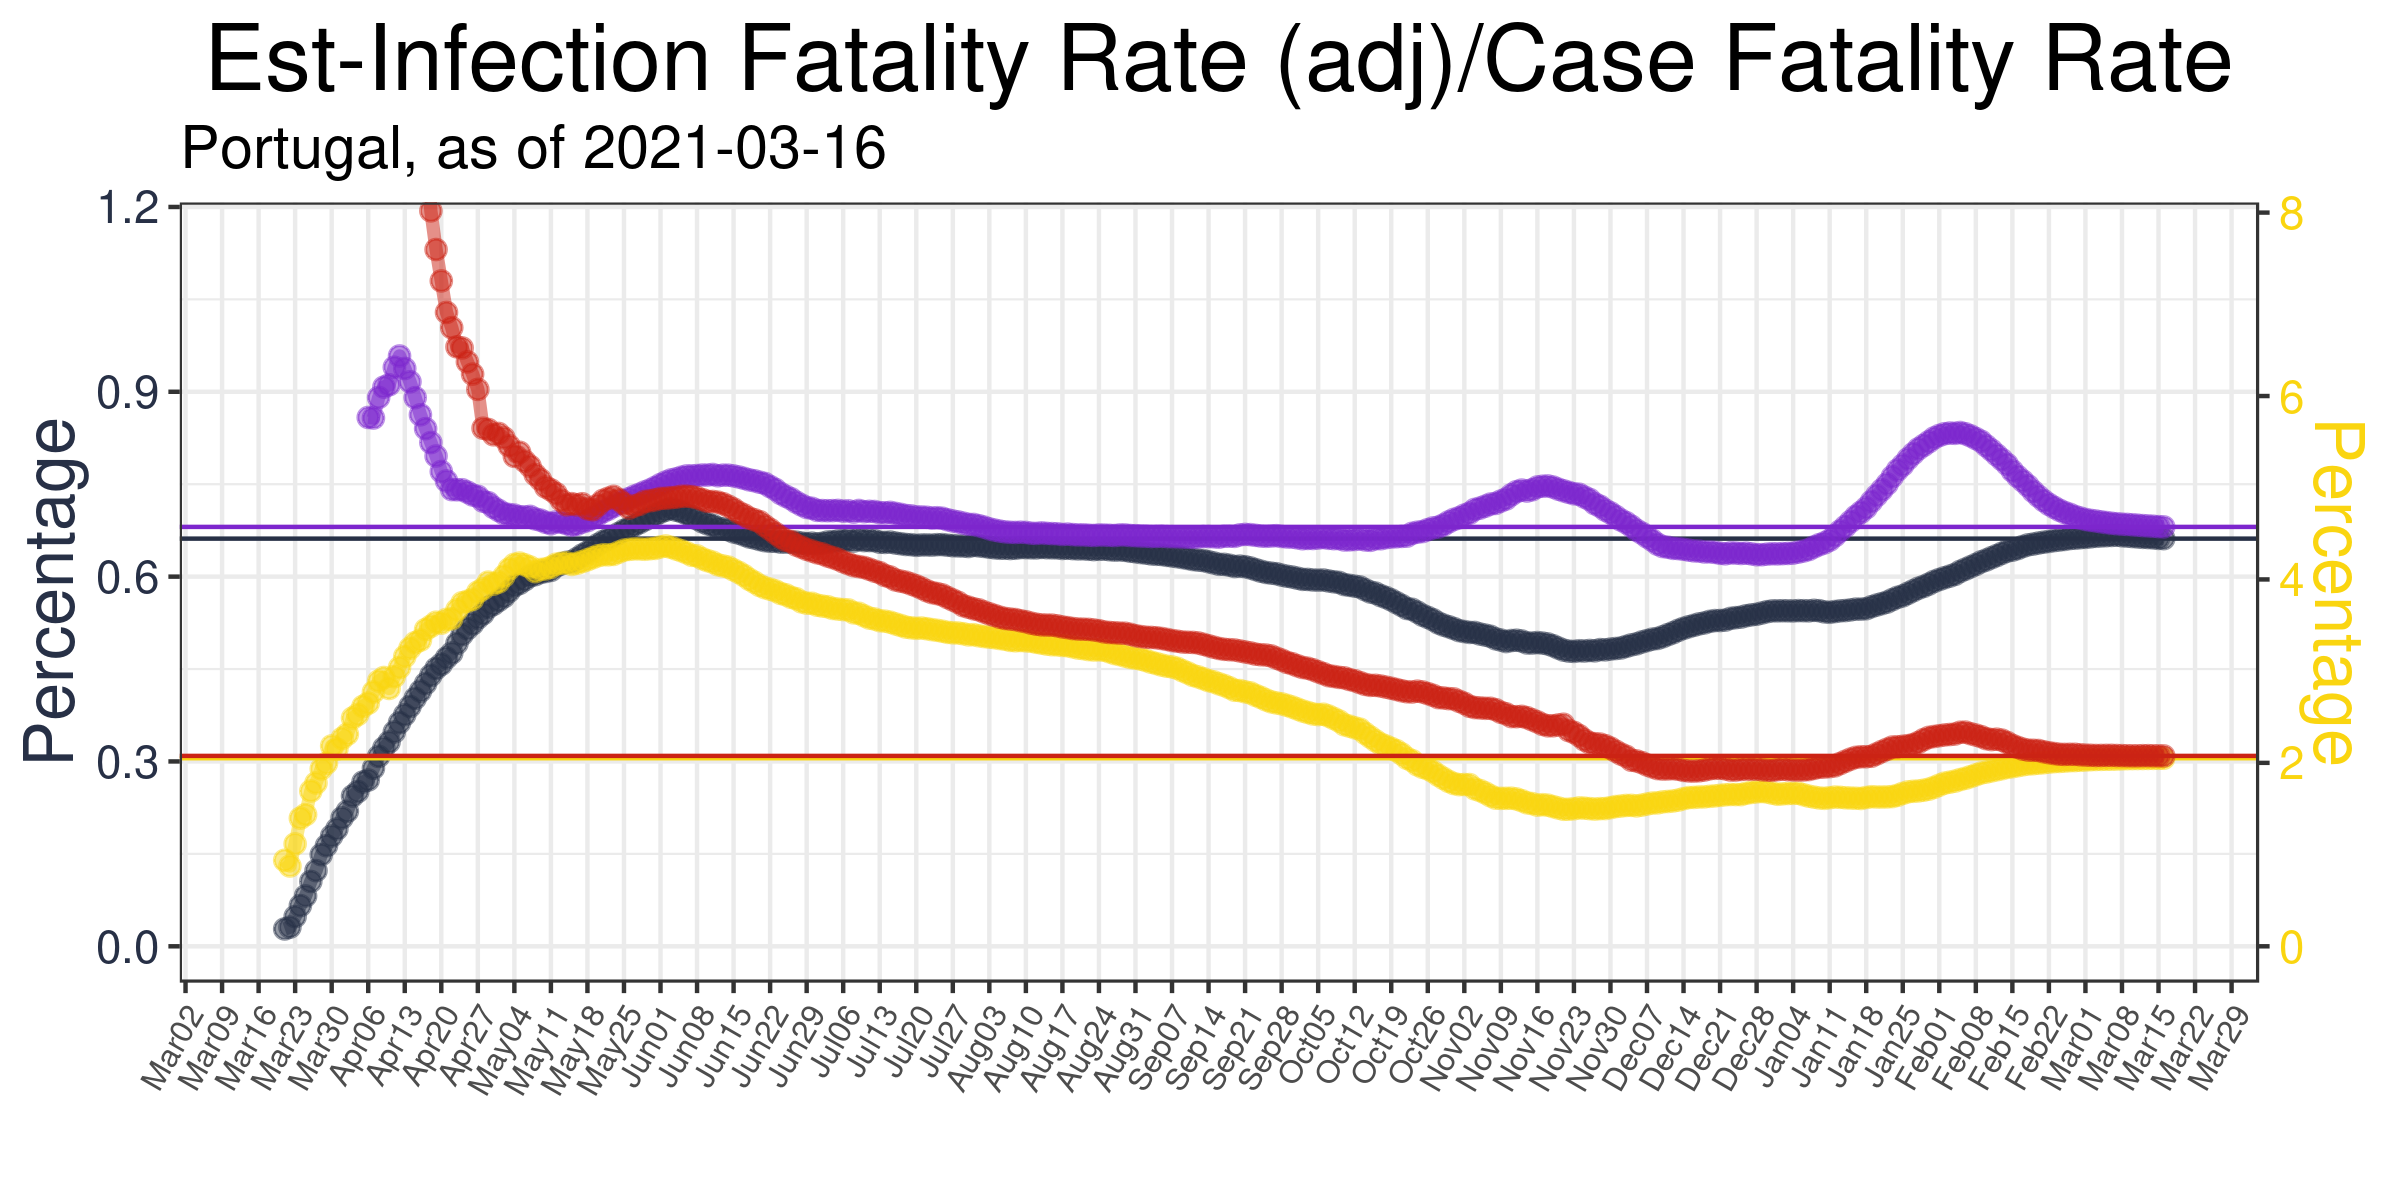 Est-Infection Fatality Rate (adj)/Case Fatality Rate
Portugal, as of 2021-03-16
1.2
0.9
0.6
0.3
0.0
Percentage
8
6
4
2
0
Percentage
Mar02
Mar09
Mar16
Mar23
Mar30
Apr06
Apr13
Apr20
Apr27
May04
May11
May18
May25
Jun01
Jun08
Jun15
Jun22
Jun29
Jul06
Jul13
Jul20
Jul27
Aug03
Aug10
Aug17
Aug24
Aug31
Sep07
Sep14
Sep21
Sep28
Oct05
Oct12
Oct19
Oct26
Nov02
Nov09
Nov16
Nov23
Nov30
Dec07
Dec14
Dec21
Dec28
Jan04
Jan11
Jan18
Jan25
Feb01
Feb08
Feb15
Feb22
Mar01
Mar08
Mar15
Mar22
Mar29